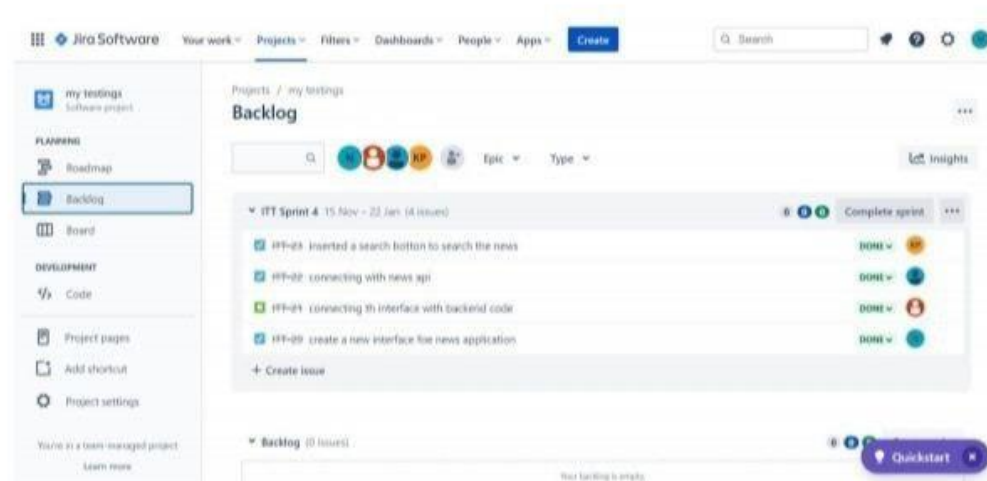 Jira Software Your work Projects Filters Dashboards People Apps Create Search
my testings
Software project
PLANNING
Roadmap
Backlog
Board
DEVELOPMENT
Code
Project pages
Add shortcut
Project settings
You're in a team-managed project
Learn more
Projects / my testings
Backlog
KP Epic Type Insights
ITT Sprint 4 15 Nov – 22 Jan (4 issues) Complete sprint
inserted a search botton to search the news DONE KP
connecting with news api DONE
connecting th interface with backend code DONE
create a new interface foe news application DONE
+ Create issue
Backlog (0 issues)
Your backlog is empty.
Quickstart